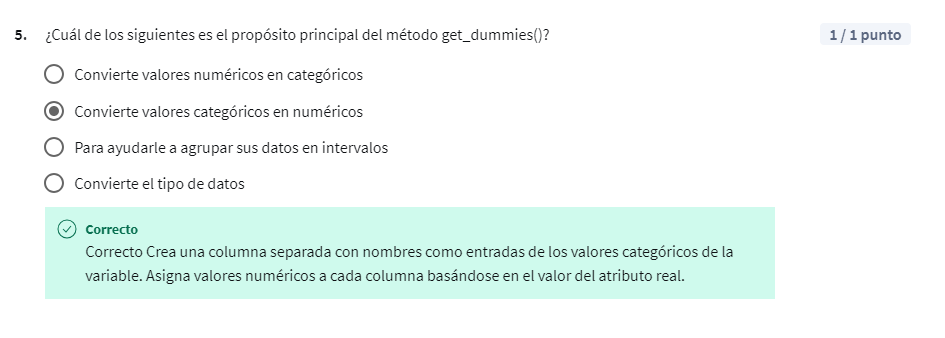 5. ¿Cuál de los siguientes es el propósito principal del método get_dummies()?
1 / 1 punto
Convierte valores numéricos en categóricos
Convierte valores categóricos en numéricos
Para ayudarle a agrupar sus datos en intervalos
Convierte el tipo de datos
Correcto
Correcto Crea una columna separada con nombres como entradas de los valores categóricos de la
variable. Asigna valores numéricos a cada columna basándose en el valor del atributo real.